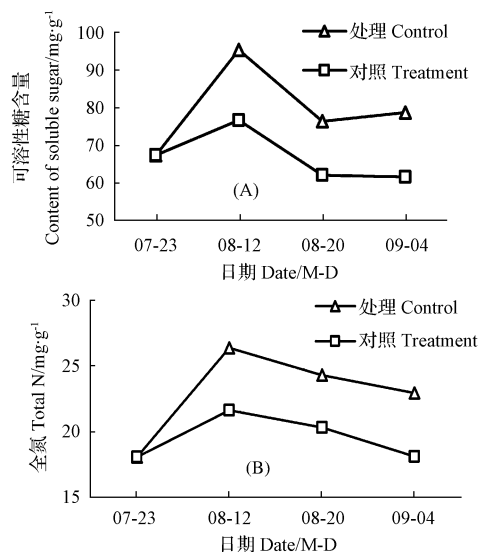 可溶性糖含量
Content of soluble sugar/mg·g-1
100
90
80
70
60
50
处理 Control
对照 Treatment
(A)
07-23 08-12 08-20 09-04
日期 Date/M-D
全氮 Total N/mg·g-1
30
25
20
15
处理 Control
对照 Treatment
(B)
07-23 08-12 08-20 09-04
日期 Date/M-D